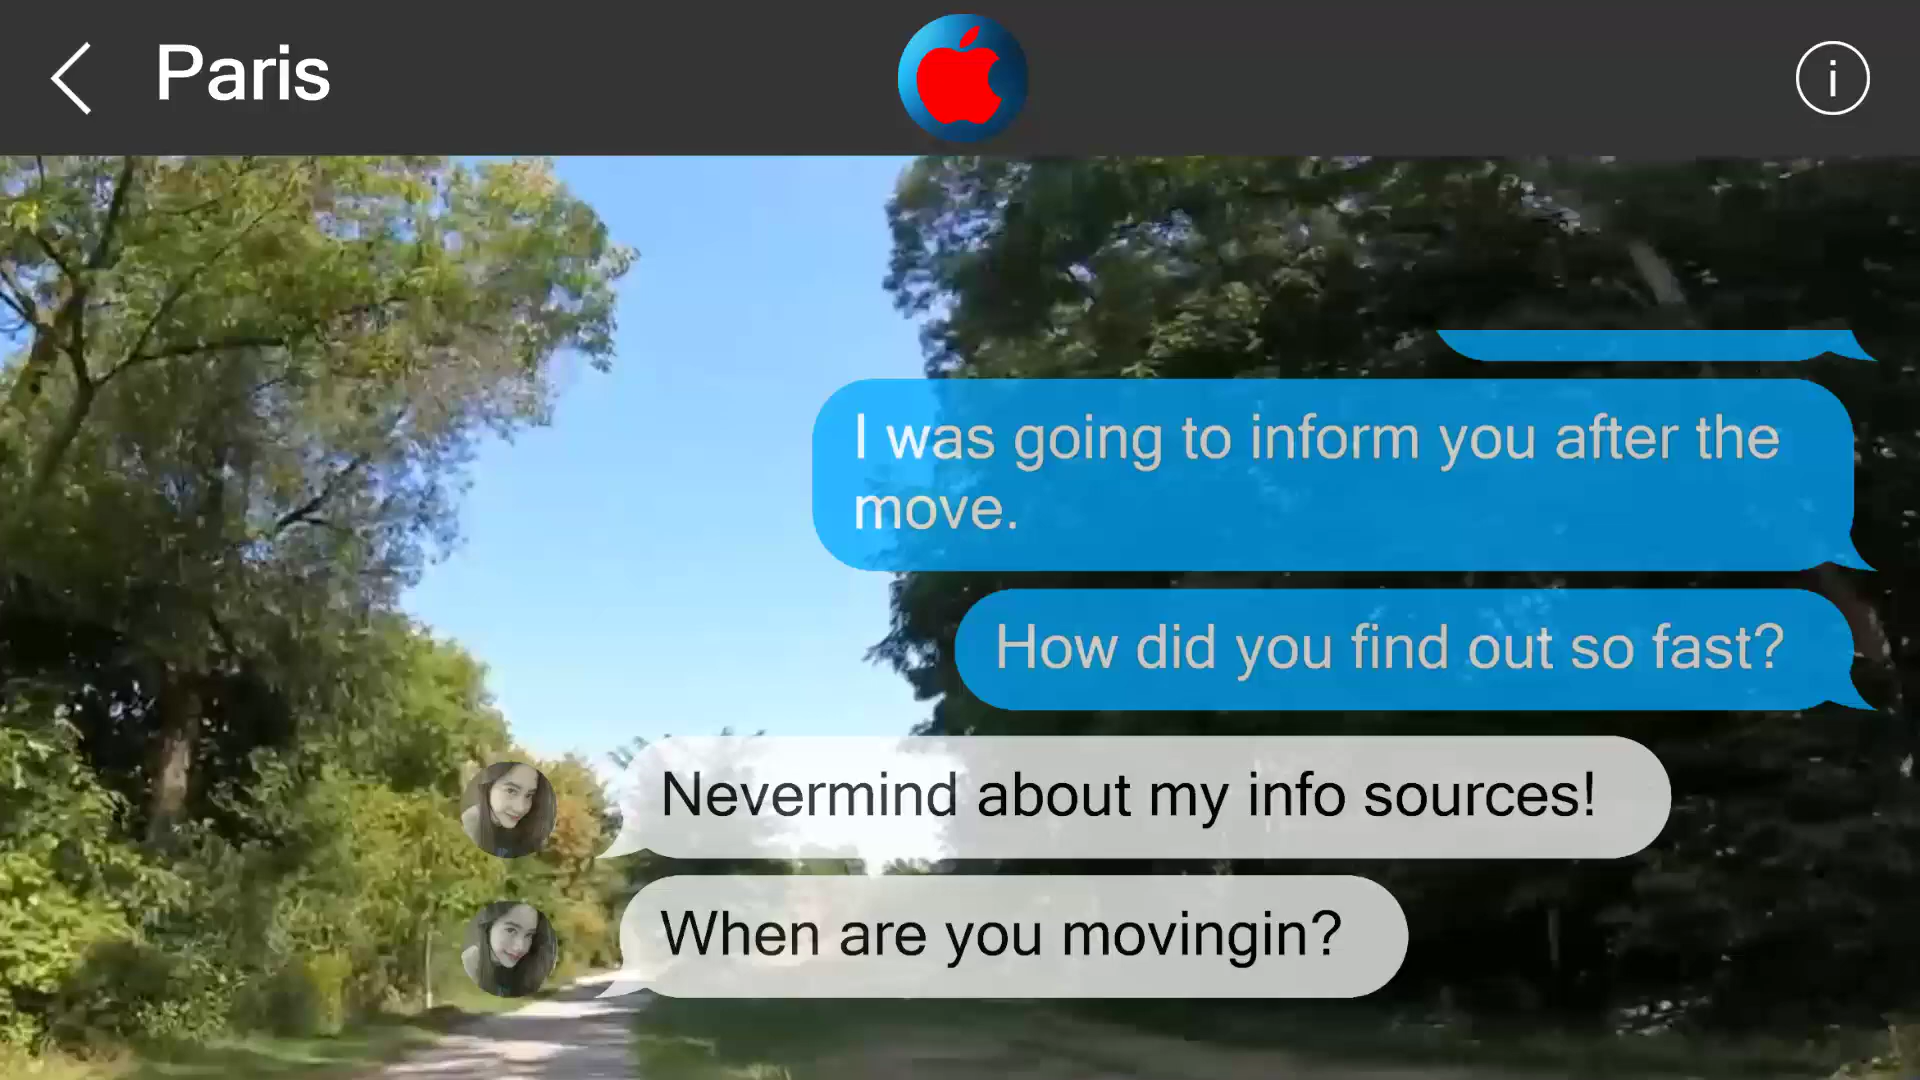 Paris
I was going to inform you after the
move.
How did you find out so fast?
Nevermind about my info sources!
When are you movingin?